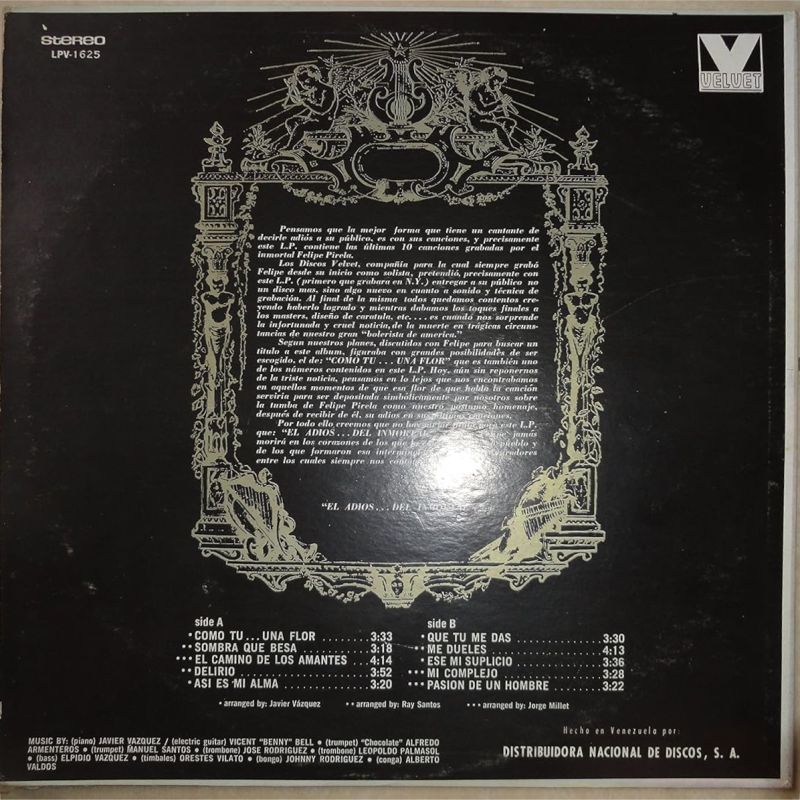 stereo
LPV-1625
V
VELVET
Pensamos que la mejor forma que tiene un cantante de
decirle adiós a su público, es con sus canciones, y precisamente
este L.P. contiene las últimas 10 canciones grabadas por el
inmortal Felipe Pirela.
Los Discos Velvet, compañia para la cual siempre grabó
Felipe desde su inicio como solista, pretendió, precisamente con
este L.P. (primero que grabara en N.Y.) entregar a su público no
un disco mas, sino algo nuevo en cuanto a sonido y técnica de
grabación. Al final de la misma todos quedamos contentos cre-
yendo haberlo logrado y mientras dabamos los toques finales a
los masters, diseño de caratula, etc.... es cuando nos sorprende
la infortunada y cruel noticia, de la muerte en trágicas circuns-
tancias de nuestro gran "bolerista de america."
Segun nuestros planes, discutidos con Felipe para buscar un
titulo a este album, figuraba con grandes posibilidades de ser
escogido, el de: "COMO TU... UNA FLOR" que es también uno
de los números contenidos en este L.P. Hoy, aún sin reponernos
de la triste noticia, pensamos en lo lejos que nos encontrabamos
en aquellos momentos de que esa flor de que habla la canción
serviría para ser depositada simbólicamente por nosotros sobre
la tumba de Felipe Pirela como nuestro postumo homenaje,
después de recibir de él, su adios en sus
Por todo ello creemos que no hay mejor para este L.P.
que: "EL ADIOS... DEL INMORTAL jamás
morirá en los corazones de los que pueblo y
de los que formaron esa
entre los cuales siempre nos
"EL ADIOS... DEL
side A
• COMO TU...UNA FLOR ........ 3:33
•• SOMBRA QUE BESA ........ 3:18
••• EL CAMINO DE LOS AMANTES .... 4:14
•• DELIRIO ........ 3:52
• ASI ES MI ALMA ........ 3:20
side B
• QUE TU ME DAS ........ 3:30
•• ME DUELES ........ 4:13
• ESE MI SUPLICIO ........ 3:36
••• MI COMPLEJO ........ 3:28
••• PASION DE UN HOMBRE ........ 3:22
• arranged by: Javier Vázquez •• arranged by: Ray Santos ••• arranged by: Jorge Millet
MUSIC BY: (piano) JAVIER VAZQUEZ / (electric guitar) VICENT "BENNY" BELL • (trumpet) "Chocolate" ALFREDO
ARMENTEROS • (trumpet) MANUEL SANTOS • (trombone) JOSE RODRIGUEZ • (trombone) LEOPOLDO PALMASOL
• (bass) ELPIDIO VAZQUEZ • (timbales) ORESTES VILATO • (bongo) JOHNNY RODRIGUEZ • (conga) ALBERTO
VALDOS
Hecho en Venezuela por:
DISTRIBUIDORA NACIONAL DE DISCOS, S. A.